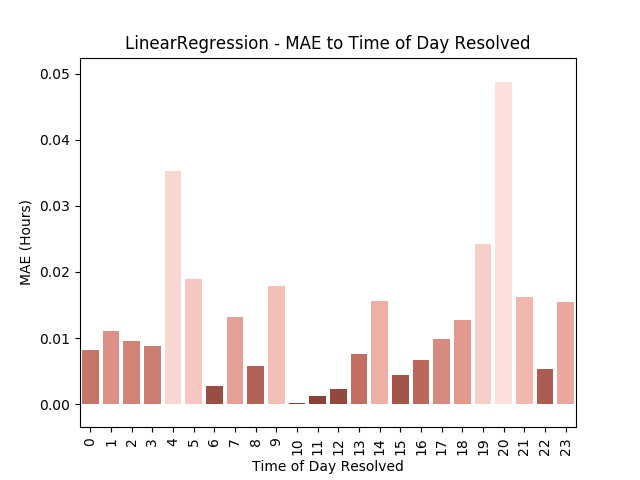 LinearRegression - MAE to Time of Day Resolved
0.05
0.04
0.03
0.02
0.01
0.00
MAE (Hours)
0 1 2 3 4 5 6 7 8 9 10 11 12 13 14 15 16 17 18 19 20 21 22 23
Time of Day Resolved